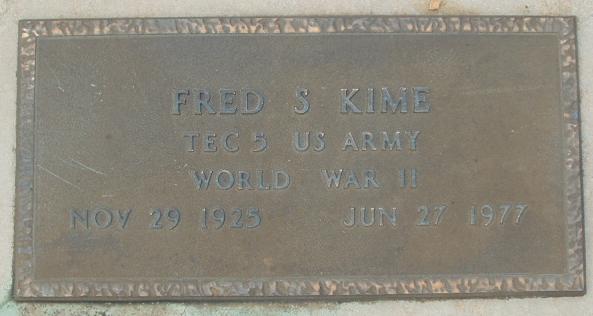 FRED S KIME
TEC 5 US ARMY
WORLD WAR II
NOV 29 1925 JUN 27 1977